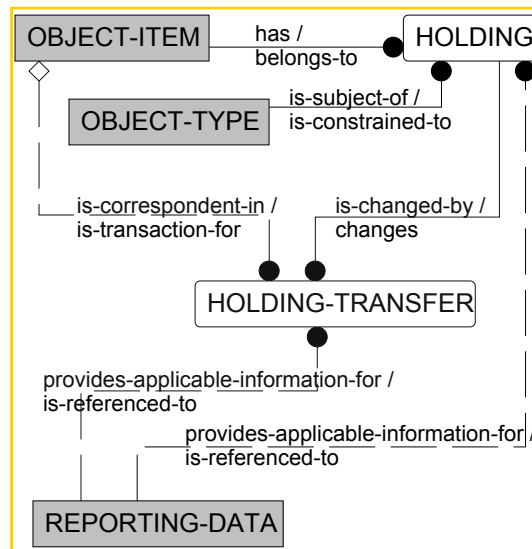 OBJECT-ITEM
has /
belongs-to
HOLDING
OBJECT-TYPE
is-subject-of /
is-constrained-to
is-correspondent-in /
is-transaction-for
is-changed-by /
changes
HOLDING-TRANSFER
provides-applicable-information-for /
is-referenced-to
provides-applicable-information-for /
is-referenced-to
REPORTING-DATA